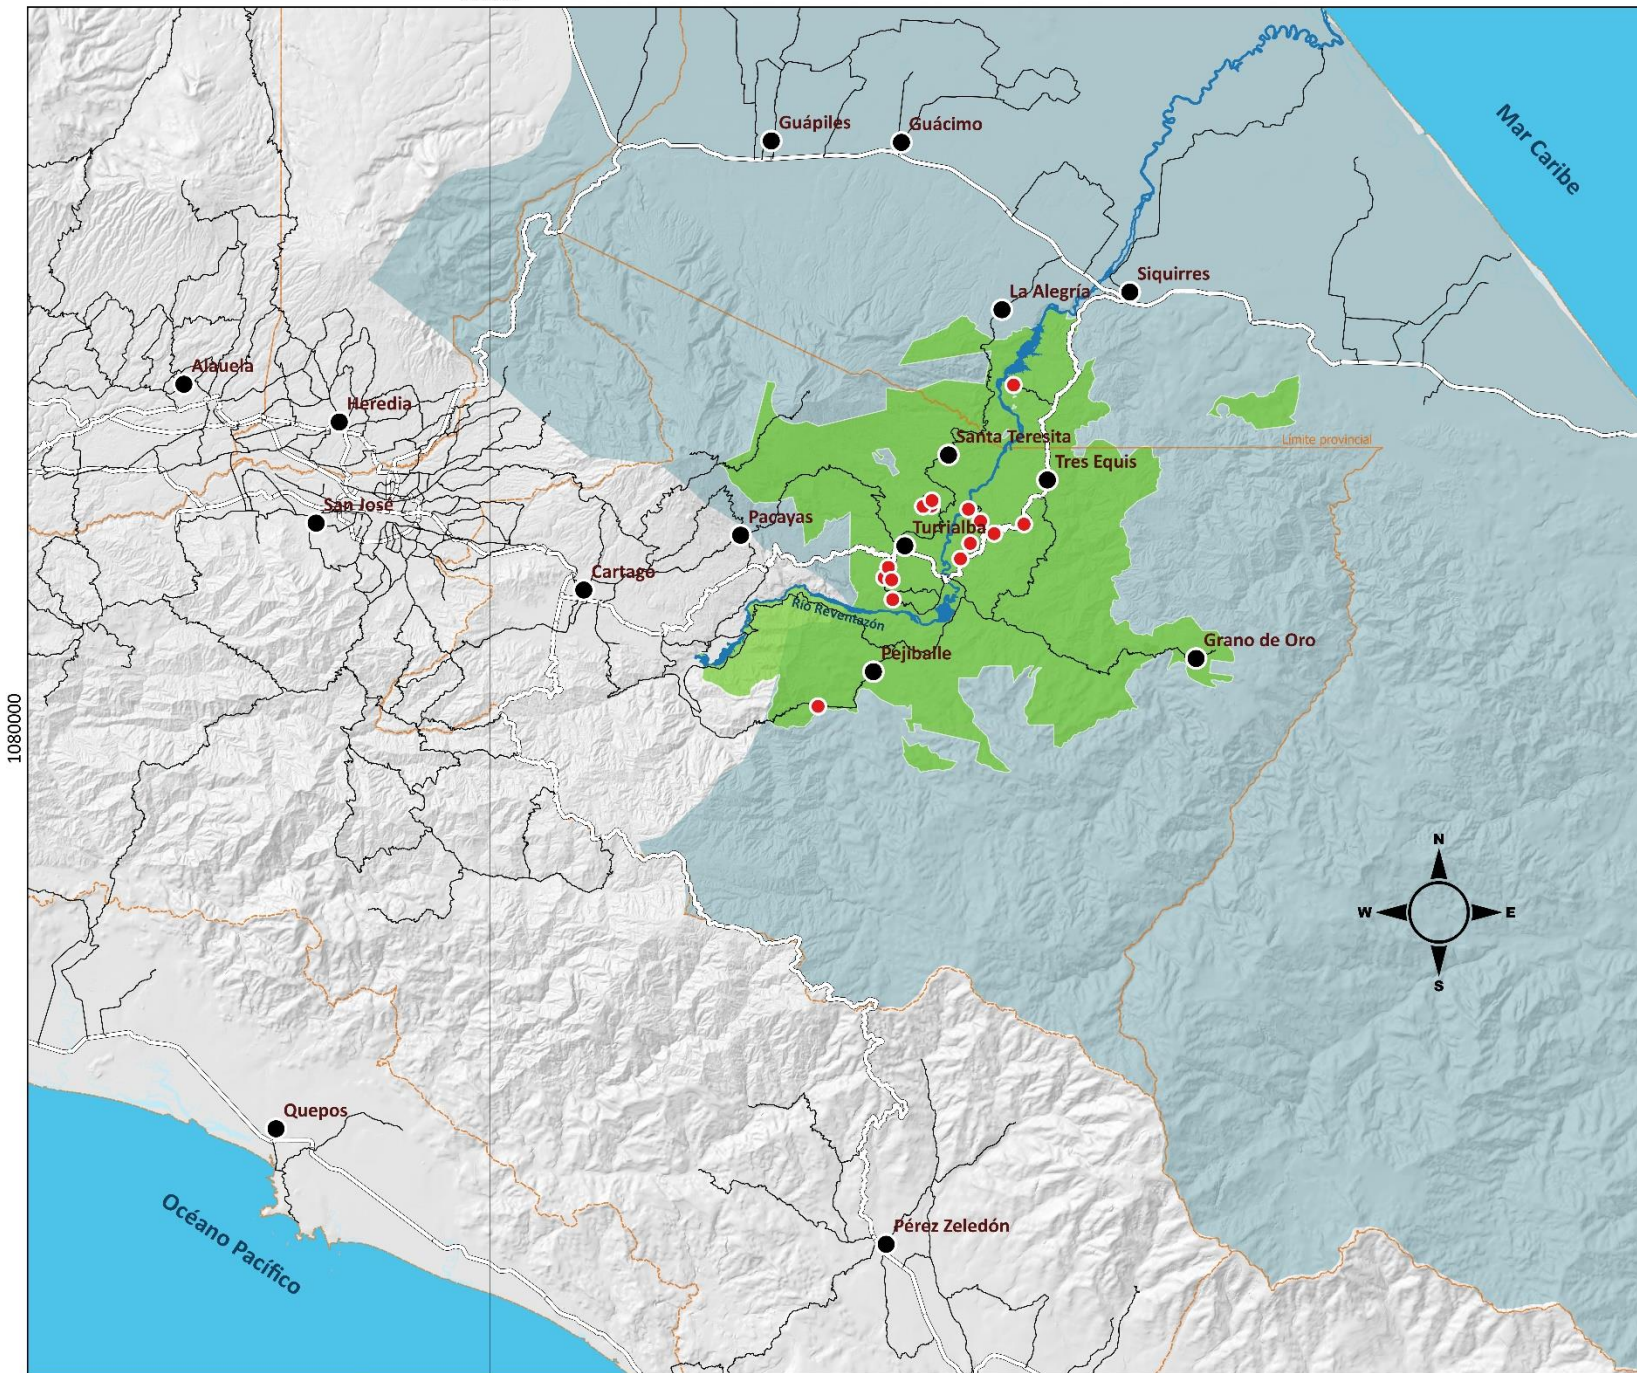 Guápiles
Guácimo
Mar Caribe
Siquirres
La Alegría
Alauela
Heredia
Santa Teresita
Límite provincial
Tres Equis
San José
Pacayas
Turrialba
Cartago
Río Reventazón
Grano de Oro
Pejiballe
1080000
N
W
E
S
Quepos
Océano Pacífico
Pérez Zeledón